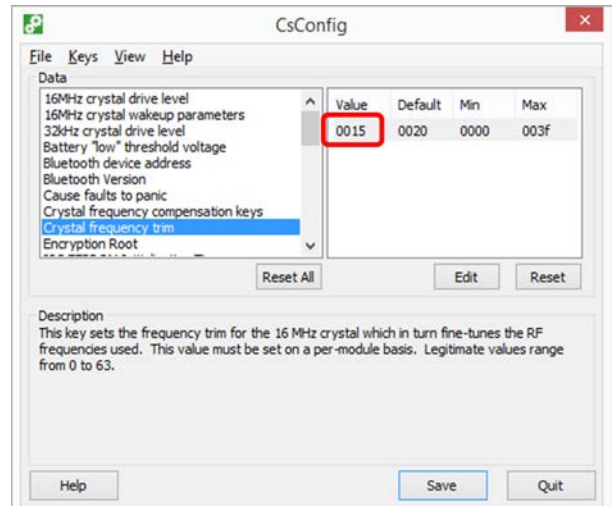 CsConfig
File Keys View Help
Data
16MHz crystal drive level
16MHz crystal wakeup parameters
32kHz crystal drive level
Battery "low" threshold voltage
Bluetooth device address
Bluetooth Version
Cause faults to panic
Crystal frequency compensation keys
Crystal frequency trim
Encryption Root
Value Default Min Max
0015 0020 0000 003f
Reset All Edit Reset
Description
This key sets the frequency trim for the 16 MHz crystal which in turn fine-tunes the RF
frequencies used. This value must be set on a per-module basis. Legitimate values range
from 0 to 63.
Help Save Quit